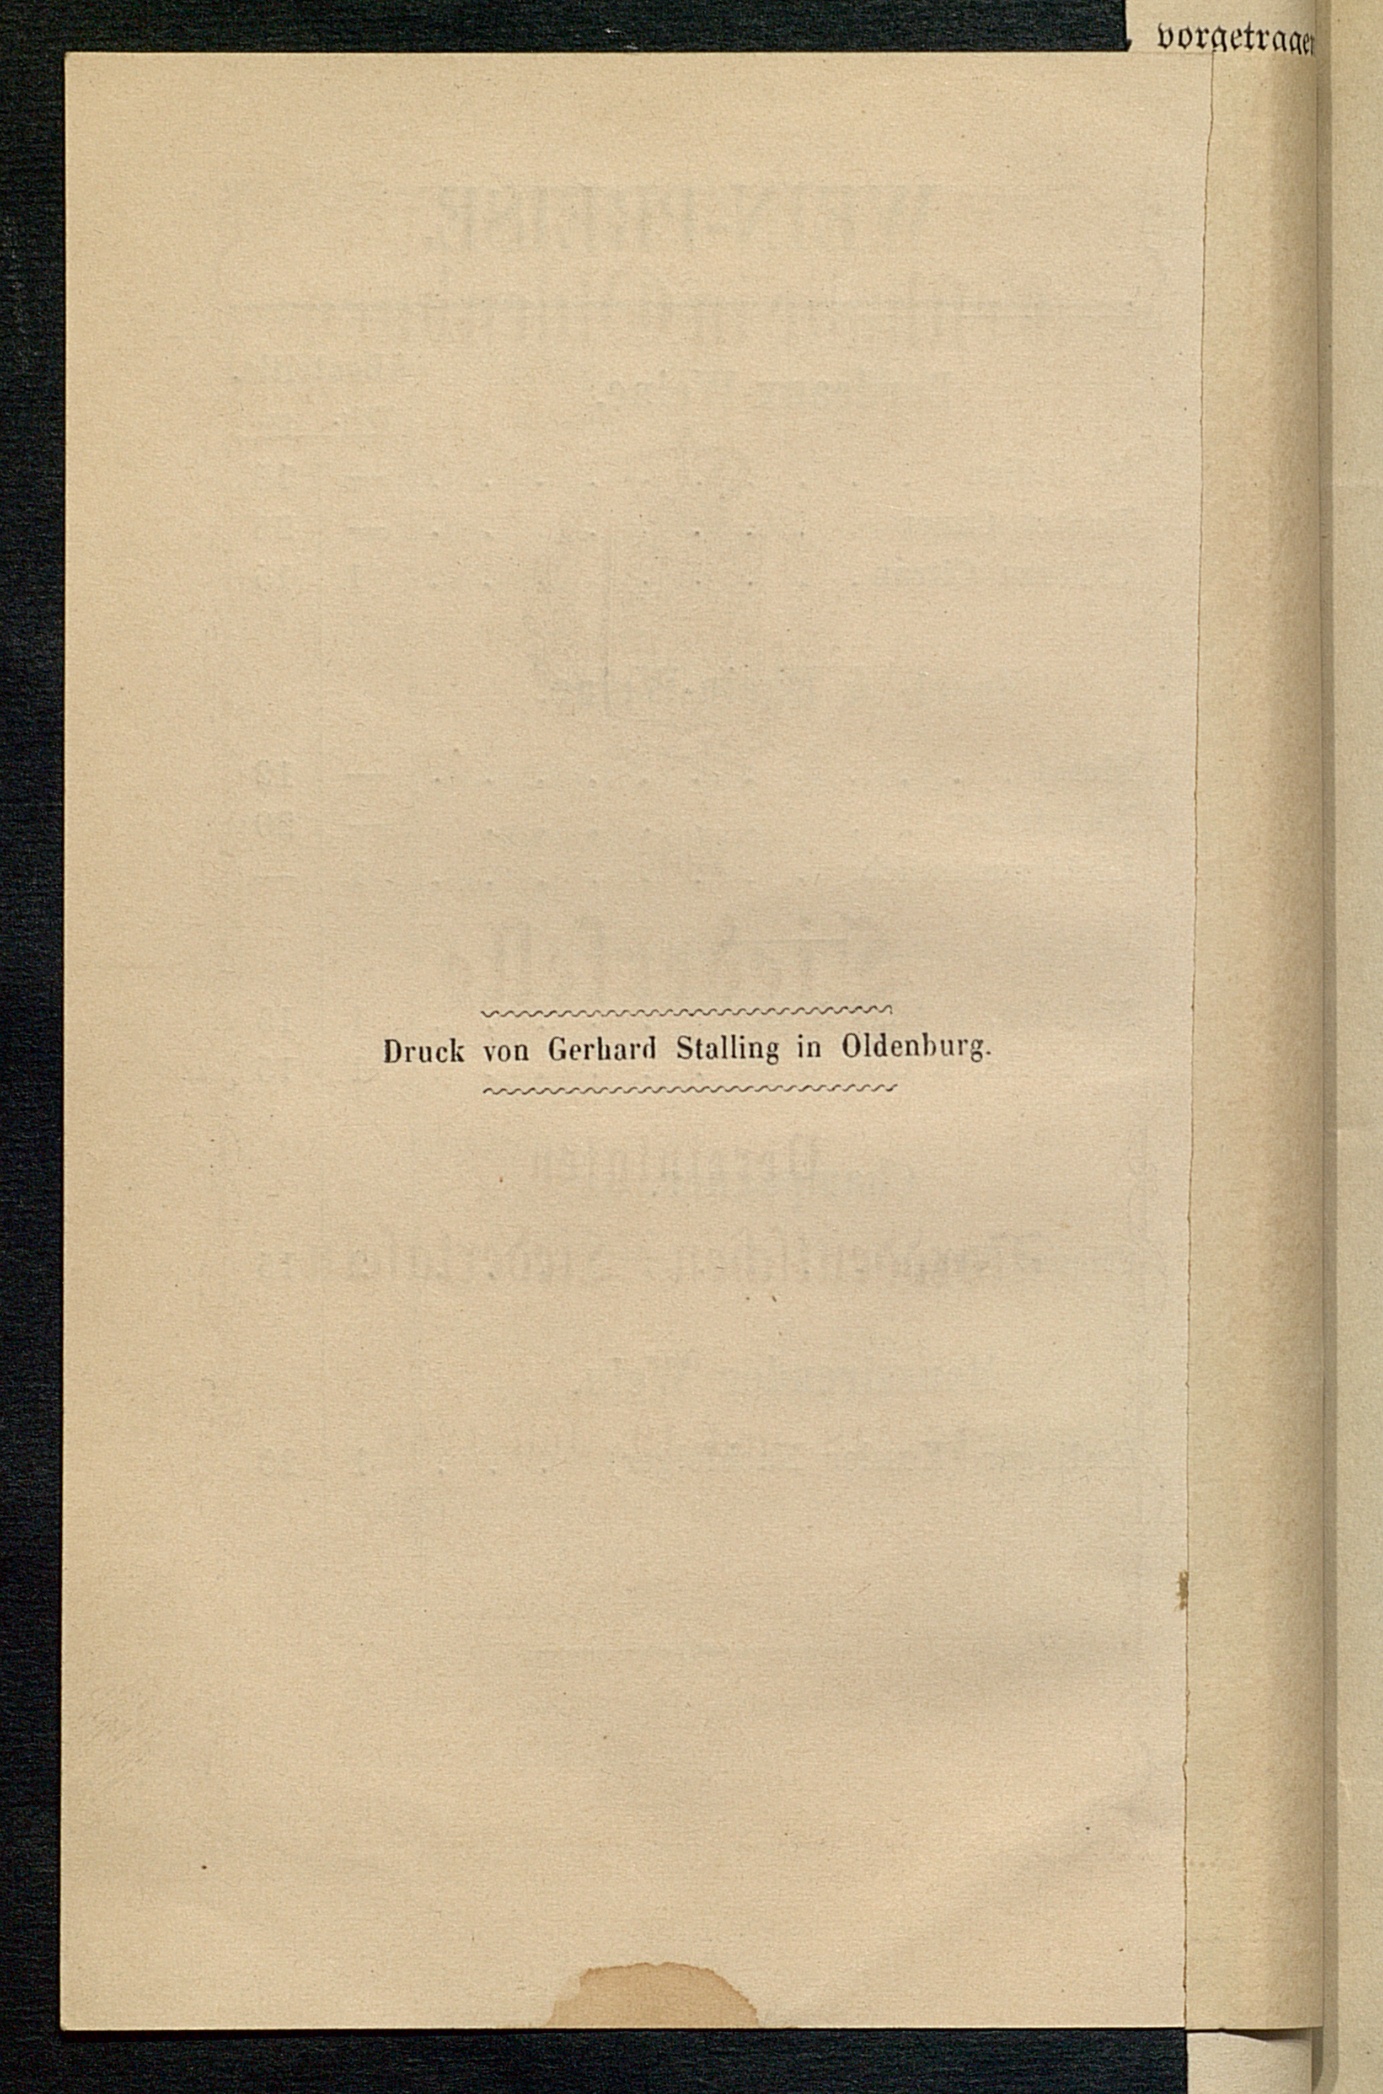 vorgetragen
Druck von Gerhard Stalling in Oldenburg.